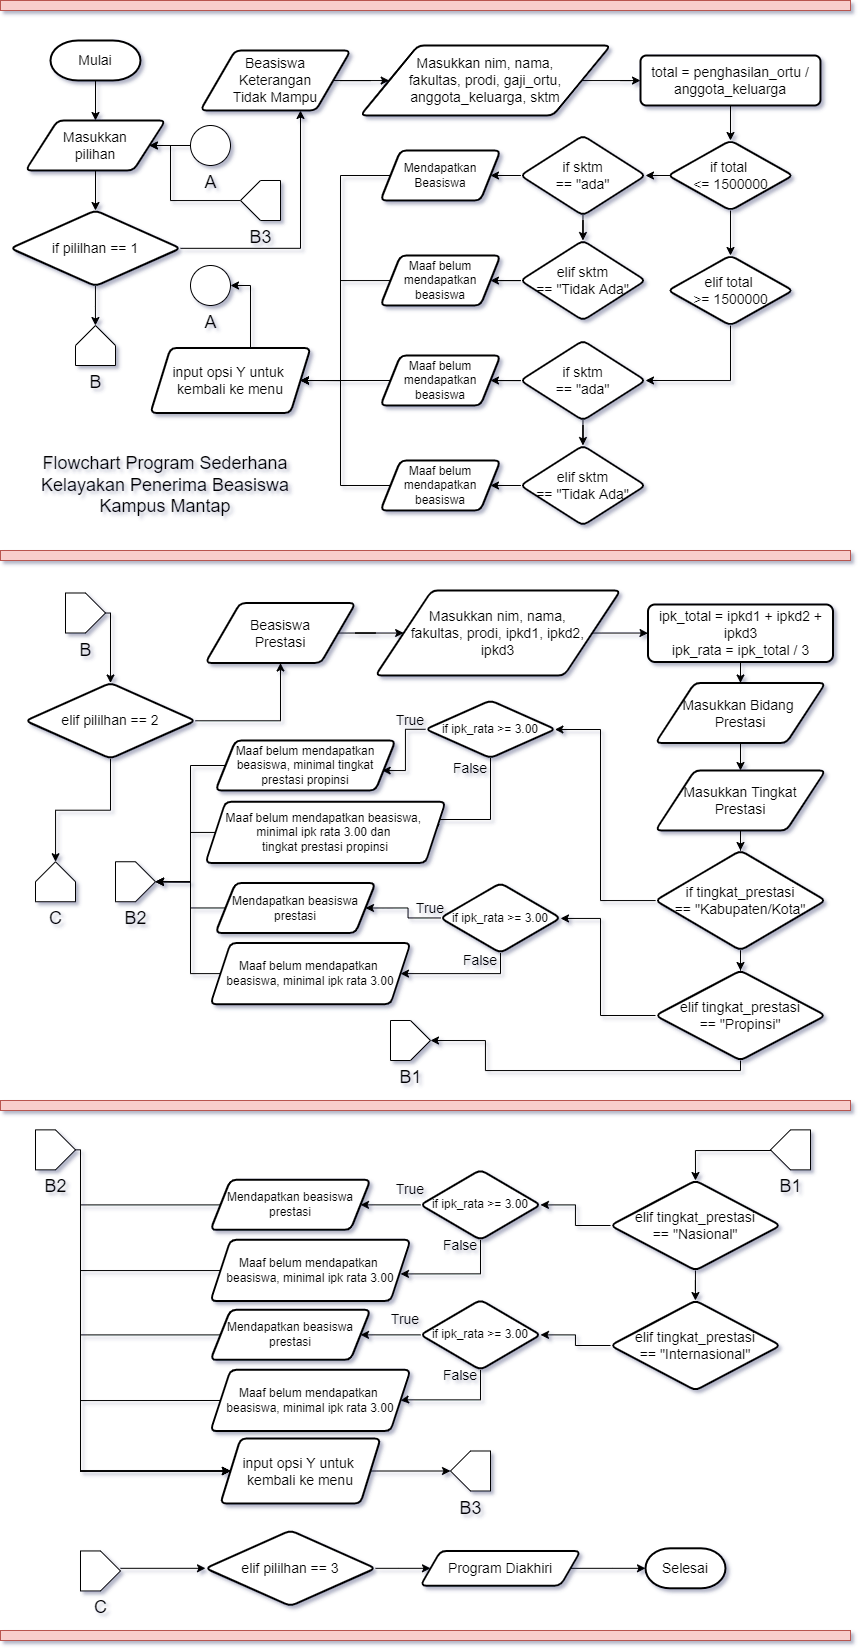 Mulai
Masukkan
pilihan
A
B3
if pililhan == 1
B
Beasiswa
Keterangan
Tidak Mampu
Masukkan nim, nama,
fakultas, prodi, gaji_ortu,
anggota_keluarga, sktm
total = penghasilan_ortu /
anggota_keluarga
if total
<= 1500000
if sktm
== "ada"
Mendapatkan
Beasiswa
elif total
>= 1500000
elif sktm
== "Tidak Ada"
Maaf belum
mendapatkan
beasiswa
if sktm
== "ada"
Maaf belum
mendapatkan
beasiswa
elif sktm
== "Tidak Ada"
Maaf belum
mendapatkan
beasiswa
A
input opsi Y untuk
kembali ke menu
Flowchart Program Sederhana
Kelayakan Penerima Beasiswa
Kampus Mantap
B
elif pililhan == 2
C
Beasiswa
Prestasi
Masukkan nim, nama,
fakultas, prodi, ipkd1, ipkd2,
ipkd3
ipk_total = ipkd1 + ipkd2 +
ipkd3
ipk_rata = ipk_total / 3
Masukkan Bidang
Prestasi
Masukkan Tingkat
Prestasi
if tingkat_prestasi
== "Kabupaten/Kota"
if ipk_rata >= 3.00
True
False
Maaf belum mendapatkan
beasiswa, minimal tingkat
prestasi propinsi
Maaf belum mendapatkan beasiswa,
minimal ipk rata 3.00 dan
tingkat prestasi propinsi
B2
elif tingkat_prestasi
== "Propinsi"
if ipk_rata >= 3.00
True
False
Mendapatkan beasiswa
prestasi
Maaf belum mendapatkan
beasiswa, minimal ipk rata 3.00
B1
B2
B1
elif tingkat_prestasi
== "Nasional"
if ipk_rata >= 3.00
True
False
Mendapatkan beasiswa
prestasi
Maaf belum mendapatkan
beasiswa, minimal ipk rata 3.00
elif tingkat_prestasi
== "Internasional"
if ipk_rata >= 3.00
True
False
Mendapatkan beasiswa
prestasi
Maaf belum mendapatkan
beasiswa, minimal ipk rata 3.00
input opsi Y untuk
kembali ke menu
B3
C
elif pililhan == 3
Program Diakhiri
Selesai